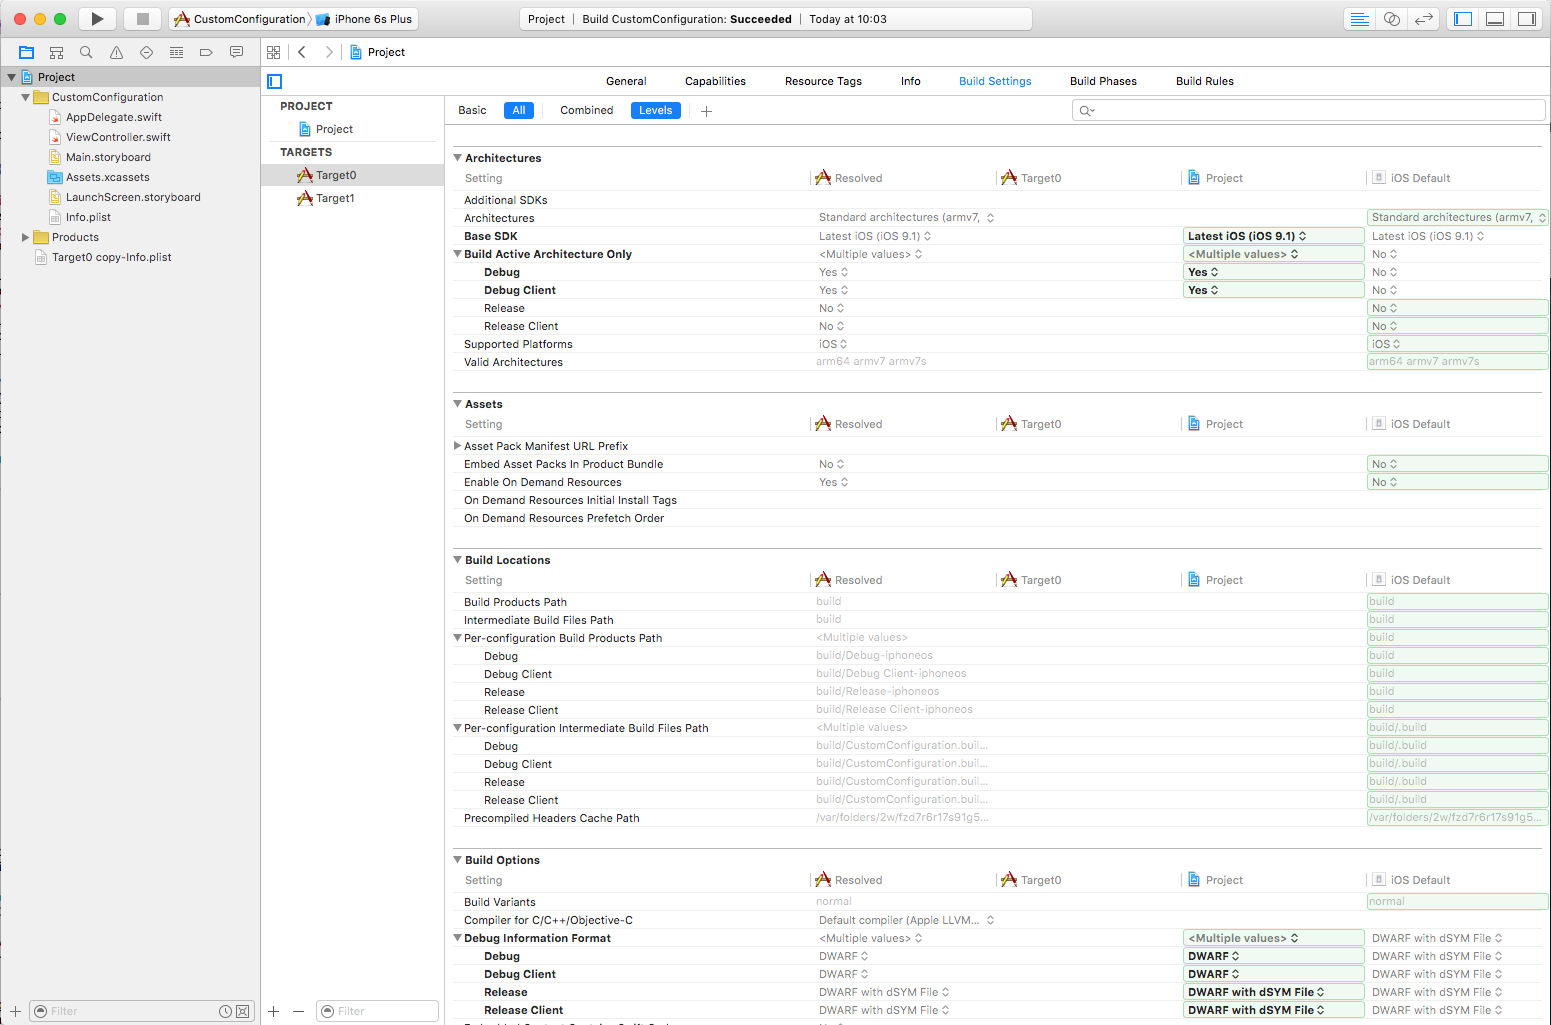 CustomConfiguration iPhone 6s Plus
Project | Build CustomConfiguration: Succeeded | Today at 10:03
Project
Project
General Capabilities Resource Tags Info Build Settings Build Phases Build Rules
Basic All Combined Levels
Project
CustomConfiguration
AppDelegate.swift
ViewController.swift
Main.storyboard
Assets.xcassets
LaunchScreen.storyboard
Info.plist
Products
Target0 copy-Info.plist
Filter
PROJECT
Project
TARGETS
Target0
Target1
Filter
Architectures
Setting Resolved Target0 Project iOS Default
Additional SDKs
Architectures Standard architectures (armv7, Standard architectures (armv7,
Base SDK Latest iOS (iOS 9.1) Latest iOS (iOS 9.1) Latest iOS (iOS 9.1)
Build Active Architecture Only <Multiple values> <Multiple values> No
Debug Yes Yes No
Debug Client Yes Yes No
Release No No
Release Client No No
Supported Platforms iOS iOS
Valid Architectures arm64 armv7 armv7s arm64 armv7 armv7s
Assets
Setting Resolved Target0 Project iOS Default
Asset Pack Manifest URL Prefix
Embed Asset Packs In Product Bundle No No
Enable On Demand Resources Yes No
On Demand Resources Initial Install Tags
On Demand Resources Prefetch Order
Build Locations
Setting Resolved Target0 Project iOS Default
Build Products Path build build
Intermediate Build Files Path build build
Per-configuration Build Products Path <Multiple values> build
Debug build/Debug-iphoneos build
Debug Client build/Debug Client-iphoneos build
Release build/Release-iphoneos build
Release Client build/Release Client-iphoneos build
Per-configuration Intermediate Build Files Path <Multiple values> build/.build
Debug build/CustomConfiguration.buil... build/.build
Debug Client build/CustomConfiguration.buil... build/.build
Release build/CustomConfiguration.buil... build/.build
Release Client build/CustomConfiguration.buil... build/.build
Precompiled Headers Cache Path /var/folders/2w/fzd7r6r17s91g5... /var/folders/2w/fzd7r6r17s91g5...
Build Options
Setting Resolved Target0 Project iOS Default
Build Variants normal normal
Compiler for C/C++/Objective-C Default compiler (Apple LLVM...
Debug Information Format <Multiple values> <Multiple values> DWARF with dSYM File
Debug DWARF DWARF DWARF with dSYM File
Debug Client DWARF DWARF DWARF with dSYM File
Release DWARF with dSYM File DWARF with dSYM File DWARF with dSYM File
Release Client DWARF with dSYM File DWARF with dSYM File DWARF with dSYM File